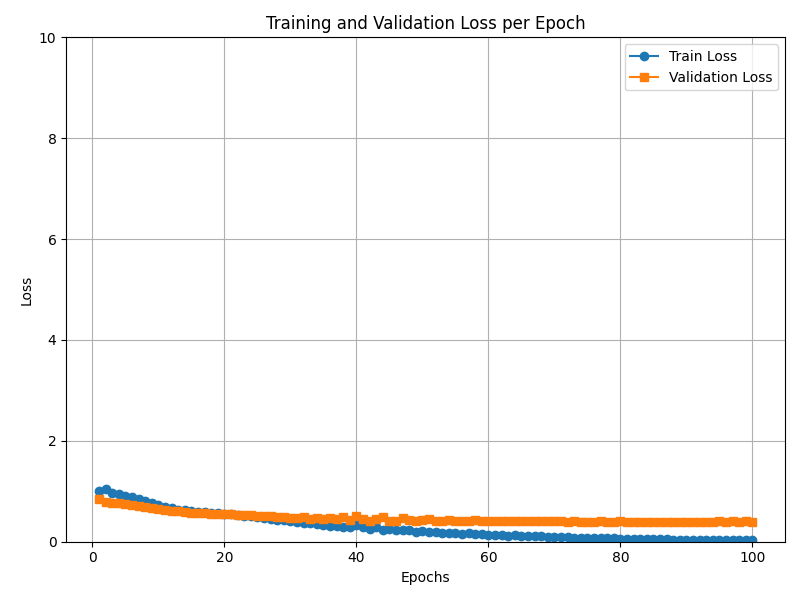 Training and Validation Loss per Epoch
Train Loss
Validation Loss
10
8
6
4
2
0
Loss
0 20 40 60 80 100
Epochs